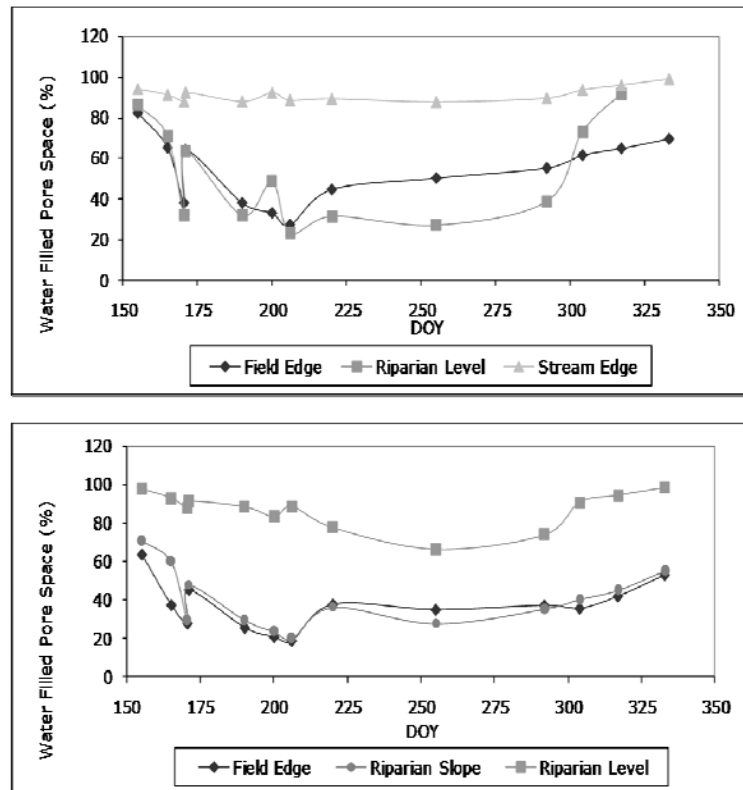 120
100
80
60
40
20
0
Water Filled Pore Space (%)
150 175 200 225 250 275 300 325 350
DOY
Field Edge Riparian Level Stream Edge
120
100
80
60
40
20
0
Water Filled Pore Space (%)
150 175 200 225 250 275 300 325 350
DOY
Field Edge Riparian Slope Riparian Level